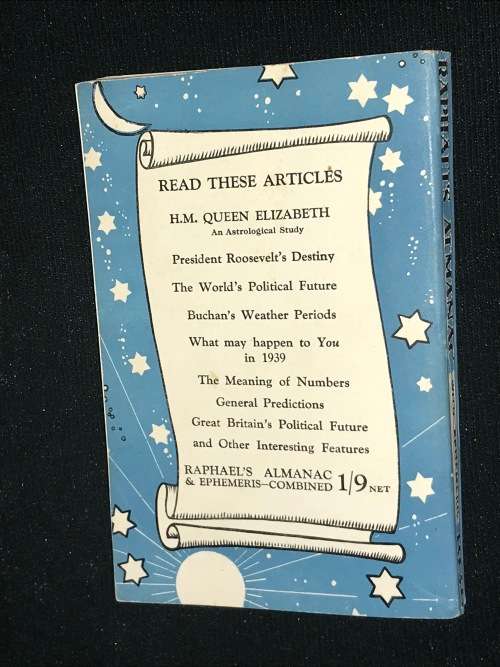 READ THESE ARTICLES
H.M. QUEEN ELIZABETH
An Astrological Study
President Roosevelt's Destiny
The World's Political Future
Buchan's Weather Periods
What may happen to You
in 1939
The Meaning of Numbers
General Predictions
Great Britain's Political Future
and Other Interesting Features
RAPHAEL'S ALMANAC
& EPHEMERIS—COMBINED 1/9 NET
RAPHAEL'S ALMANAC